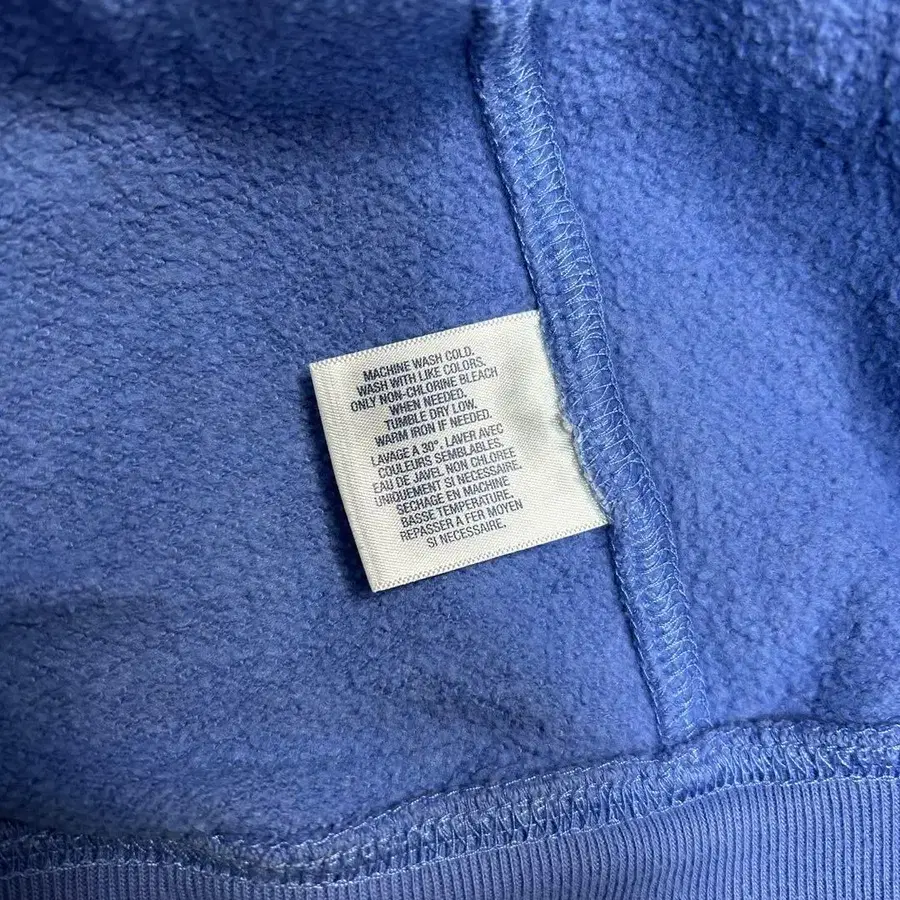 MACHINE WASH COLD.
WASH WITH LIKE COLORS.
ONLY NON-CHLORINE BLEACH
WHEN NEEDED.
TUMBLE DRY LOW.
WARM IRON IF NEEDED.
LAVAGE A 30°. LAVER AVEC
COULEURS SEMBLABLES.
EAU DE JAVEL NON CHLOREE
UNIQUEMENT SI NECESSAIRE.
SECHAGE EN MACHINE
BASSE TEMPERATURE.
REPASSER A FER MOYEN
SI NECESSAIRE.